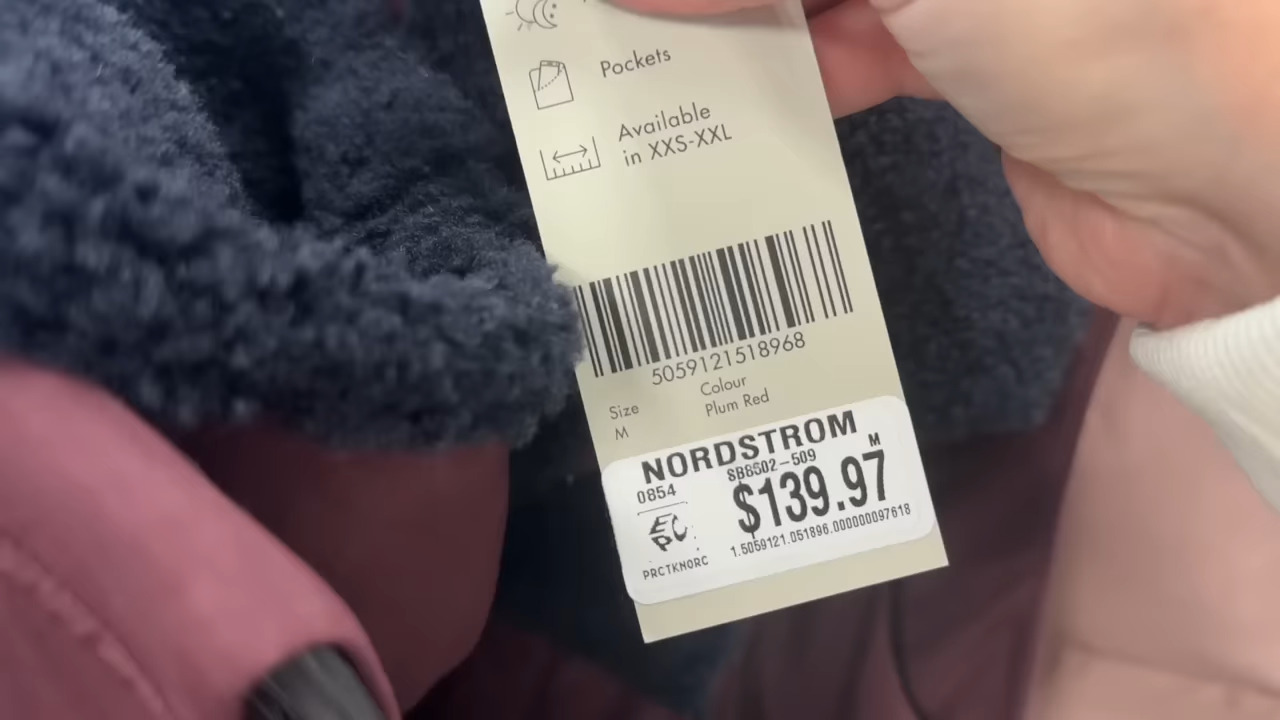 Pockets
Available
in XXS-XXL
5059121518968
Size
M
Colour
Plum Red
NORDSTROM
SB8502-509
M
0854
$139.97
PRCTKNORC
1.5059121.051896.000000097618